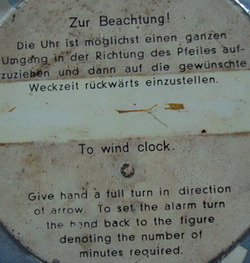 Zur Beachtung!
Die Uhr ist möglichst einen ganzen
Umgang in der Richtung des Pfeiles auf-
zuziehen und dann auf die gewünschte
Weckzeit rückwärts einzustellen.
To wind clock.
Give hand a full turn in direction
of arrow. To set the alarm turn
the hand back to the figure
denoting the number of
minutes required.